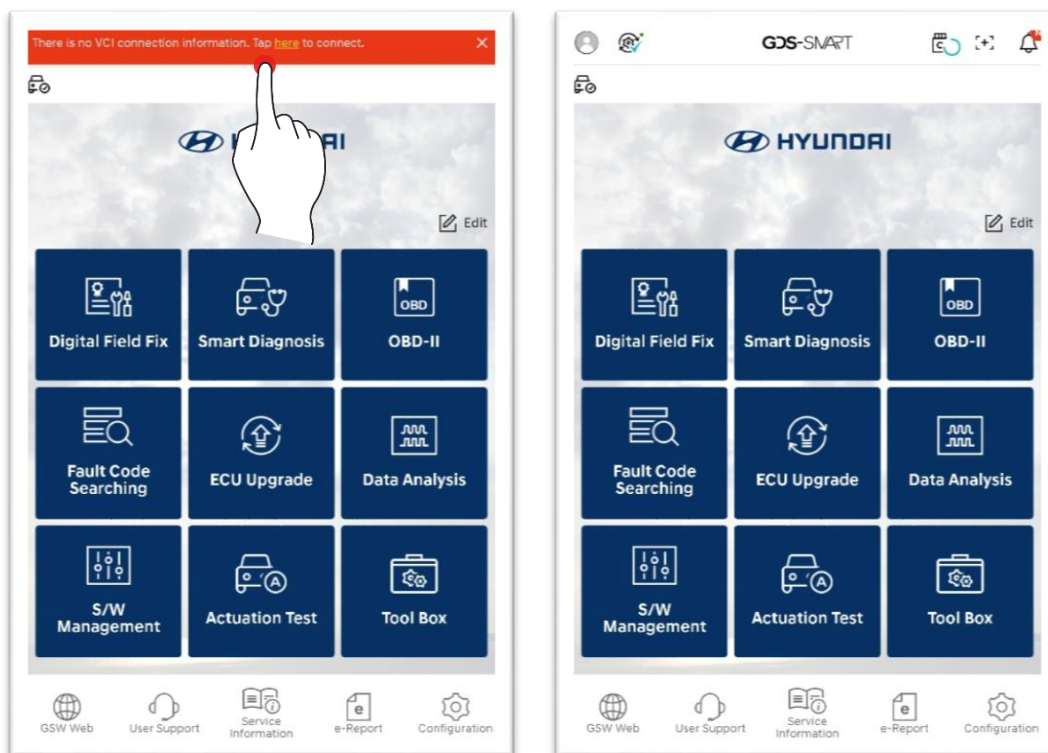 There is no VCI connection information. Tap here to connect.
Edit
Digital Field Fix
Smart Diagnosis
OBD
OBD-II
Fault Code
Searching
ECU Upgrade
Data Analysis
S/W
Management
A
Actuation Test
Tool Box
GSW Web
User Support
Service
Information
e
e-Report
Configuration
GDS-SMART
C
HYUNDAI
Edit
Digital Field Fix
Smart Diagnosis
OBD
OBD-II
Fault Code
Searching
ECU Upgrade
Data Analysis
S/W
Management
A
Actuation Test
Tool Box
GSW Web
User Support
Service
Information
e
e-Report
Configuration